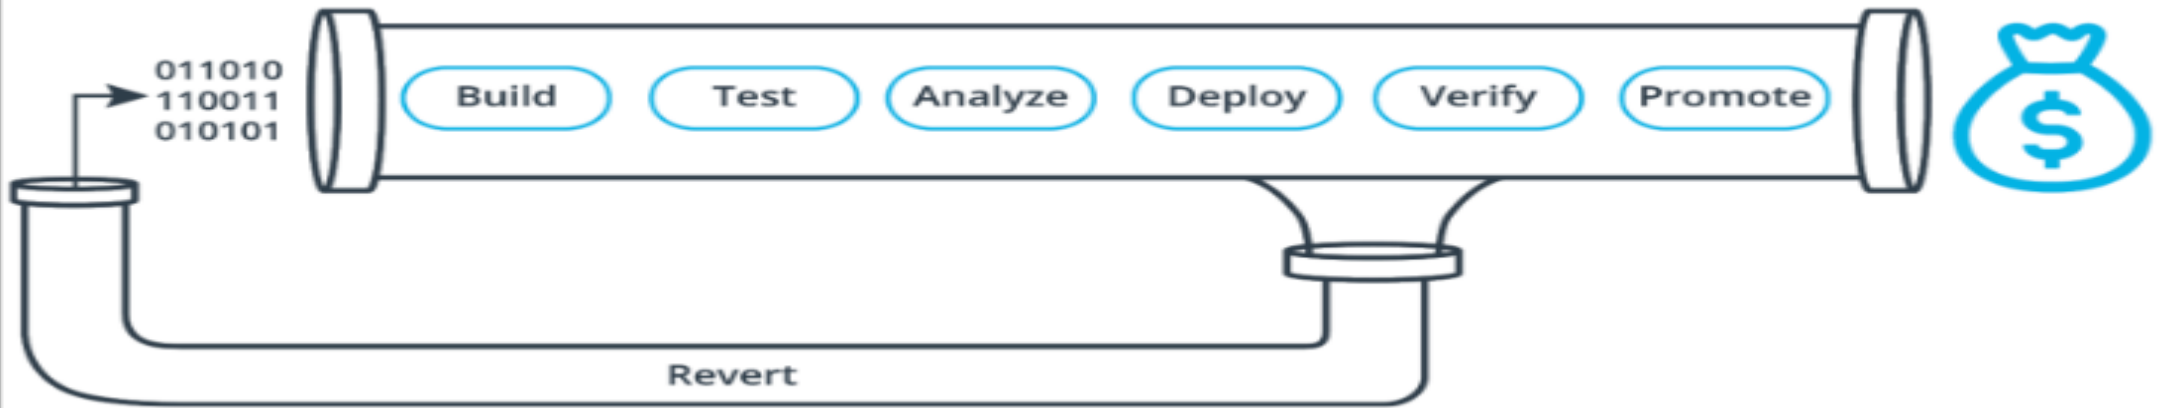 011010
110011
010101
Build Test Analyze Deploy Verify Promote
$
Revert